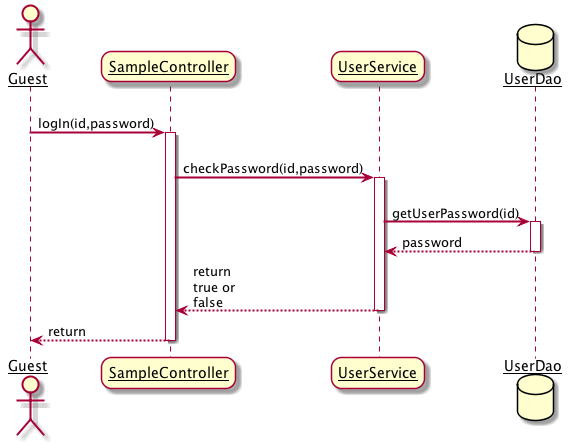 Guest
SampleController
UserService
UserDao
logIn(id,password)
checkPassword(id,password)
getUserPassword(id)
password
return
true or
false
return
Guest
SampleController
UserService
UserDao